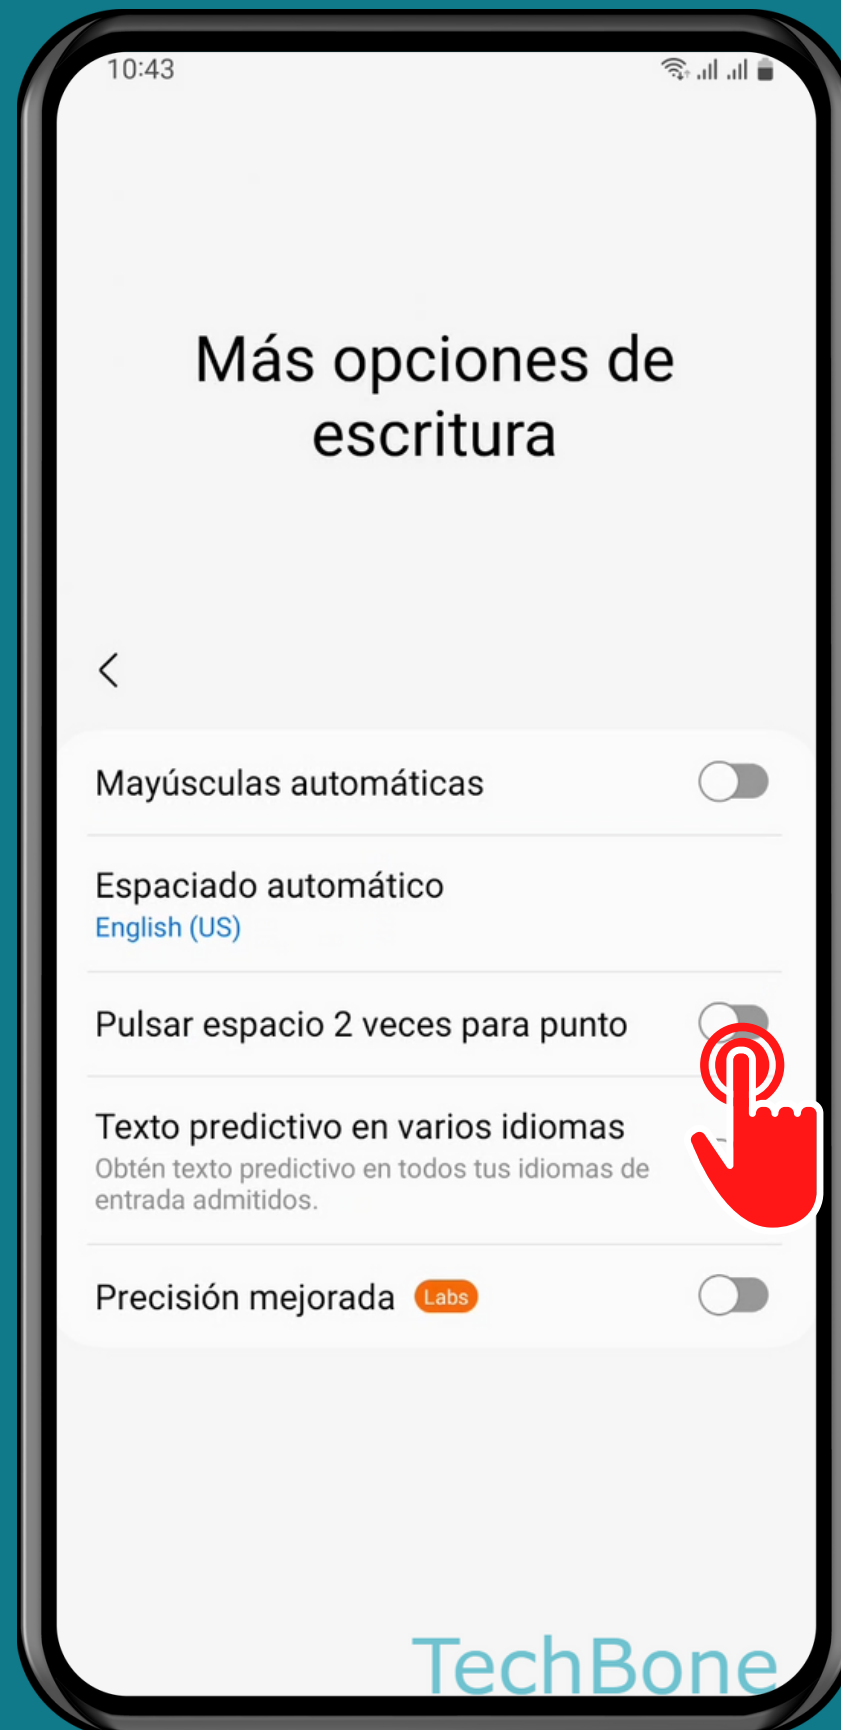 10:43
Más opciones de
escritura
Mayúsculas automáticas
Espaciado automático
English (US)
Pulsar espacio 2 veces para punto
Texto predictivo en varios idiomas
Obtén texto predictivo en todos tus idiomas de
entrada admitidos.
Precisión mejorada Labs
TechBone